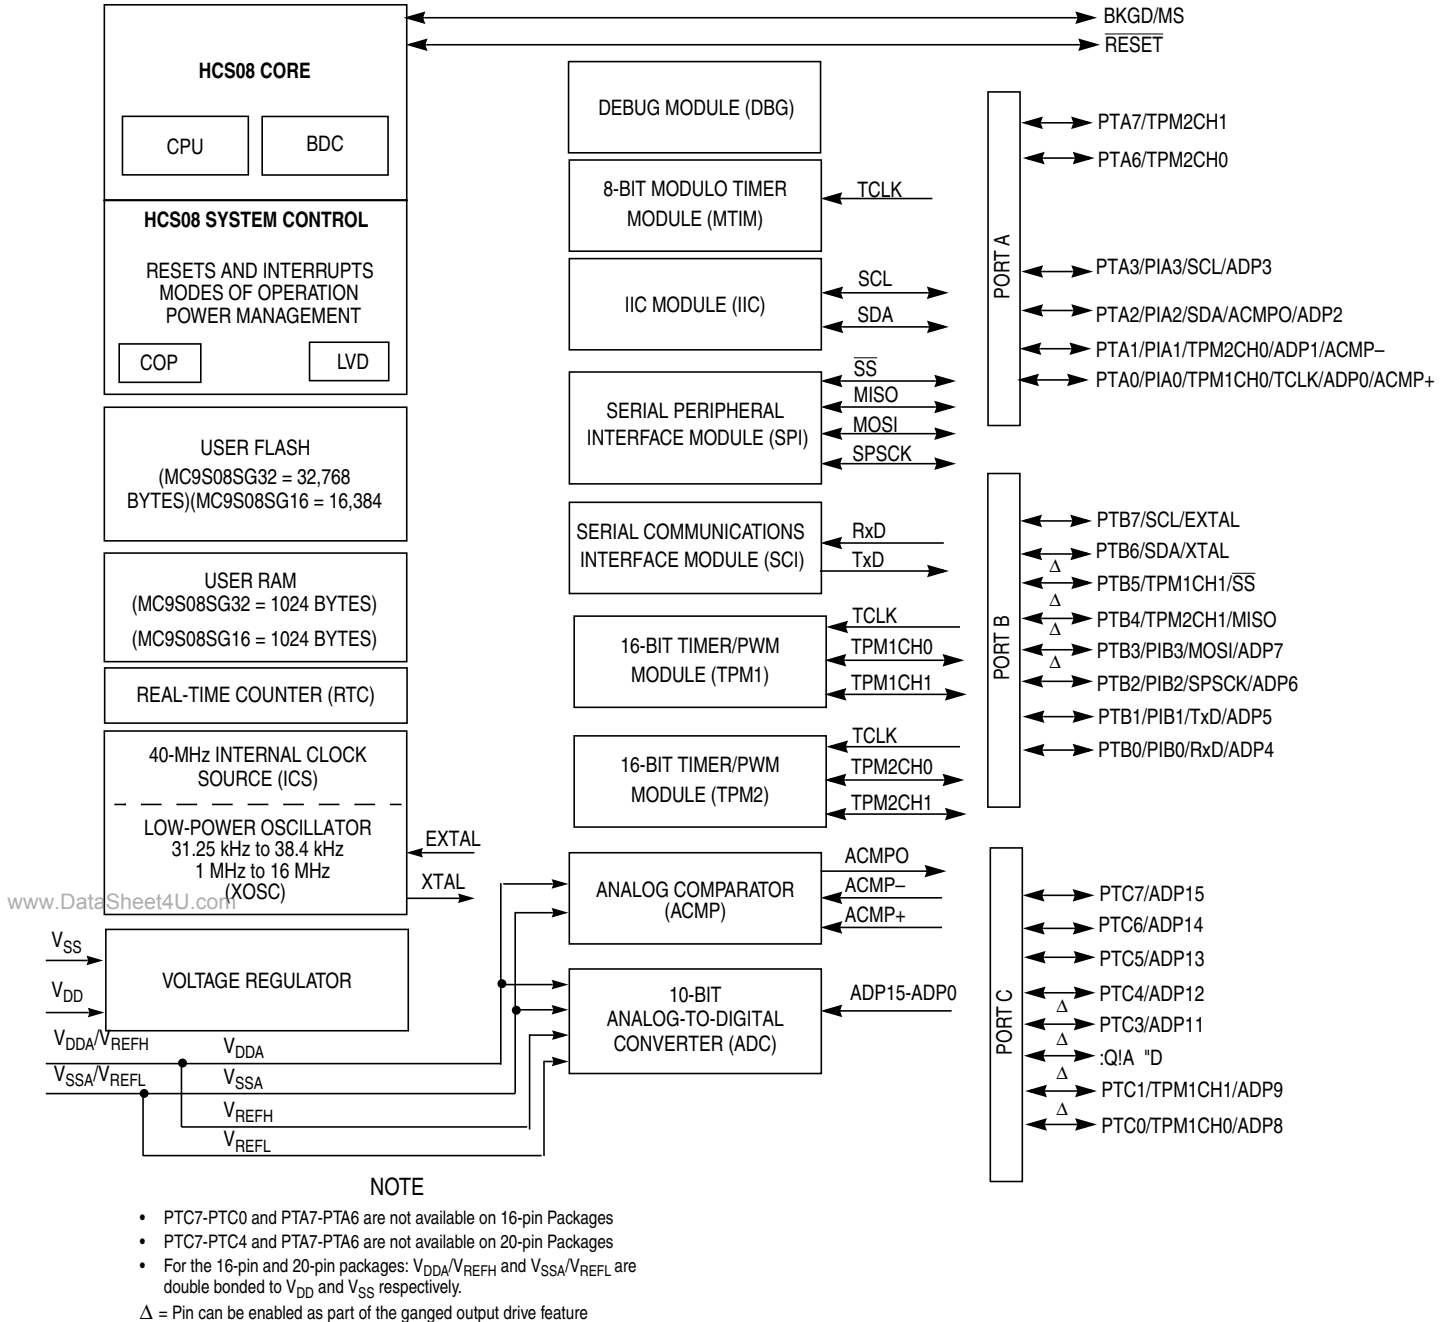 BKGD/MS
RESET
HCS08 CORE
CPU
BDC
HCS08 SYSTEM CONTROL
RESETS AND INTERRUPTS
MODES OF OPERATION
POWER MANAGEMENT
COP
LVD
USER FLASH
(MC9S08SG32 = 32,768
BYTES)(MC9S08SG16 = 16,384
USER RAM
(MC9S08SG32 = 1024 BYTES)
(MC9S08SG16 = 1024 BYTES)
REAL-TIME COUNTER (RTC)
40-MHz INTERNAL CLOCK
SOURCE (ICS)
LOW-POWER OSCILLATOR
31.25 kHz to 38.4 kHz
1 MHz to 16 MHz
(XOSC)
EXTAL
XTAL
www.DataSheet4U.com
VSS
VDD
VOLTAGE REGULATOR
VDDA/VREFH
VSSA/VREFL
VDDA
VSSA
VREFH
VREFL
DEBUG MODULE (DBG)
8-BIT MODULO TIMER
MODULE (MTIM)
TCLK
IIC MODULE (IIC)
SCL
SDA
SERIAL PERIPHERAL
INTERFACE MODULE (SPI)
SS
MISO
MOSI
SPSCK
SERIAL COMMUNICATIONS
INTERFACE MODULE (SCI)
RxD
TxD
16-BIT TIMER/PWM
MODULE (TPM1)
TCLK
TPM1CH0
TPM1CH1
16-BIT TIMER/PWM
MODULE (TPM2)
TCLK
TPM2CH0
TPM2CH1
ANALOG COMPARATOR
(ACMP)
ACMPO
ACMP–
ACMP+
10-BIT
ANALOG-TO-DIGITAL
CONVERTER (ADC)
ADP15-ADP0
PORT A
PTA7/TPM2CH1
PTA6/TPM2CH0
PTA3/PIA3/SCL/ADP3
PTA2/PIA2/SDA/ACMPO/ADP2
PTA1/PIA1/TPM2CH0/ADP1/ACMP–
PTA0/PIA0/TPM1CH0/TCLK/ADP0/ACMP+
PORT B
PTB7/SCL/EXTAL
PTB6/SDA/XTAL
Δ
PTB5/TPM1CH1/SS
Δ
PTB4/TPM2CH1/MISO
Δ
PTB3/PIB3/MOSI/ADP7
Δ
PTB2/PIB2/SPSCK/ADP6
PTB1/PIB1/TxD/ADP5
PTB0/PIB0/RxD/ADP4
PORT C
PTC7/ADP15
PTC6/ADP14
PTC5/ADP13
PTC4/ADP12
Δ
PTC3/ADP11
Δ
:Q!A "D
Δ
PTC1/TPM1CH1/ADP9
Δ
PTC0/TPM1CH0/ADP8
NOTE
• PTC7-PTC0 and PTA7-PTA6 are not available on 16-pin Packages
• PTC7-PTC4 and PTA7-PTA6 are not available on 20-pin Packages
• For the 16-pin and 20-pin packages: VDDA/VREFH and VSSA/VREFL are
double bonded to VDD and VSS respectively.
Δ = Pin can be enabled as part of the ganged output drive feature